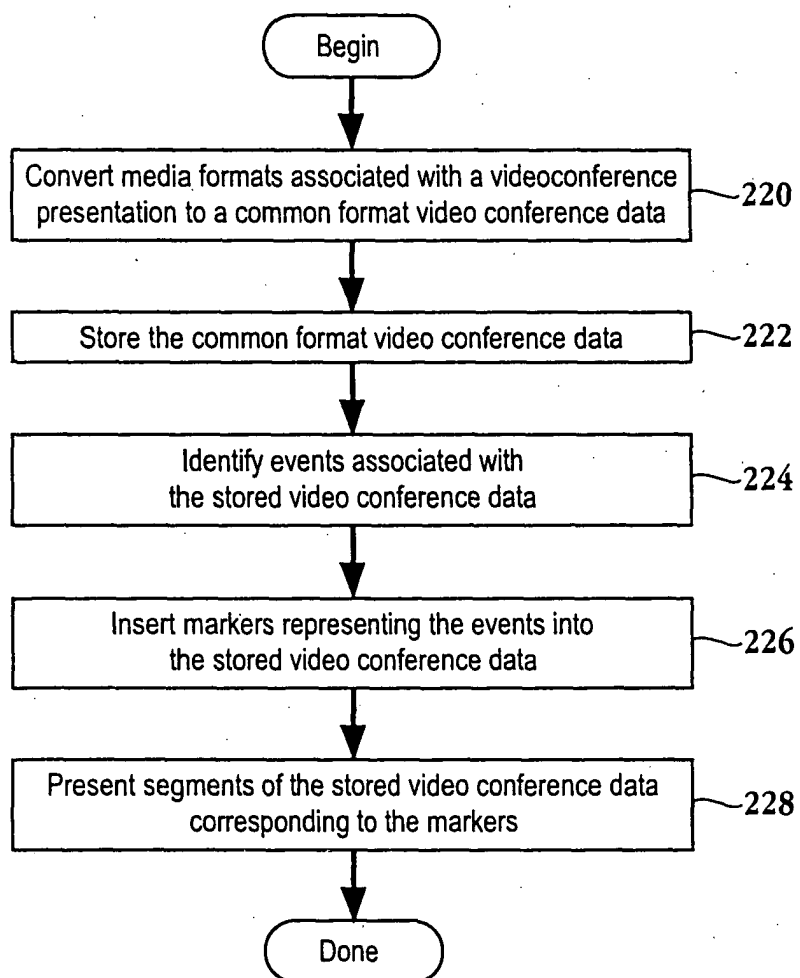 Begin
Convert media formats associated with a videoconference
presentation to a common format video conference data
220
Store the common format video conference data
222
Identify events associated with
the stored video conference data
224
Insert markers representing the events into
the stored video conference data
226
Present segments of the stored video conference data
corresponding to the markers
228
Done